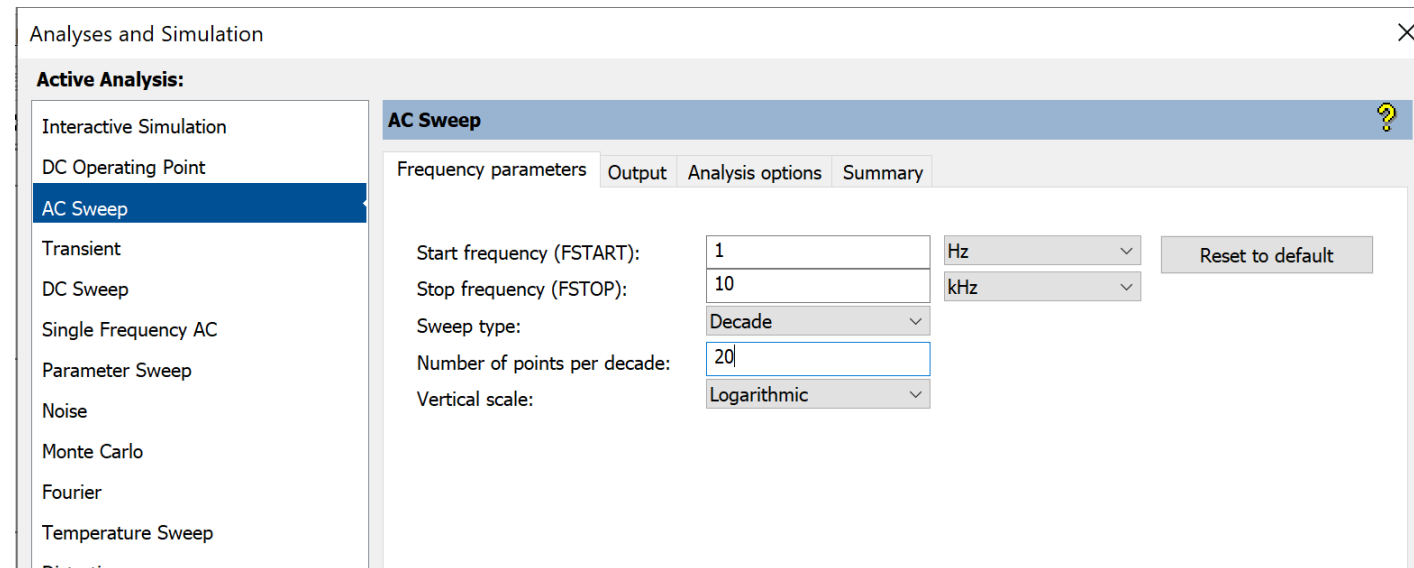 Analyses and Simulation
Active Analysis:
Interactive Simulation
DC Operating Point
AC Sweep
Transient
DC Sweep
Single Frequency AC
Parameter Sweep
Noise
Monte Carlo
Fourier
Temperature Sweep
AC Sweep
Frequency parameters Output Analysis options Summary
Start frequency (FSTART): 1 Hz Reset to default
Stop frequency (FSTOP): 10 kHz
Sweep type: Decade
Number of points per decade: 20
Vertical scale: Logarithmic